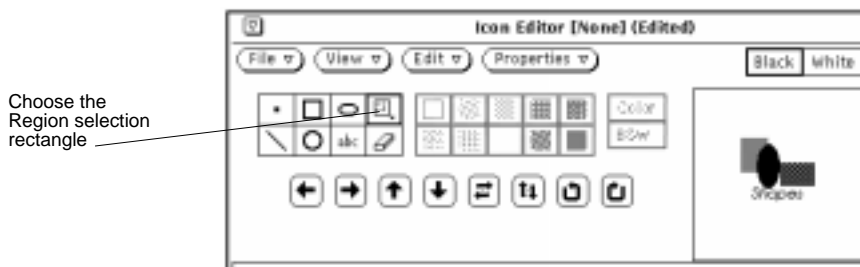 Icon Editor [None] (Edited)
File View Edit Properties
Black White
Choose the
Region selection
rectangle
abc
Color
B&W
Shapes